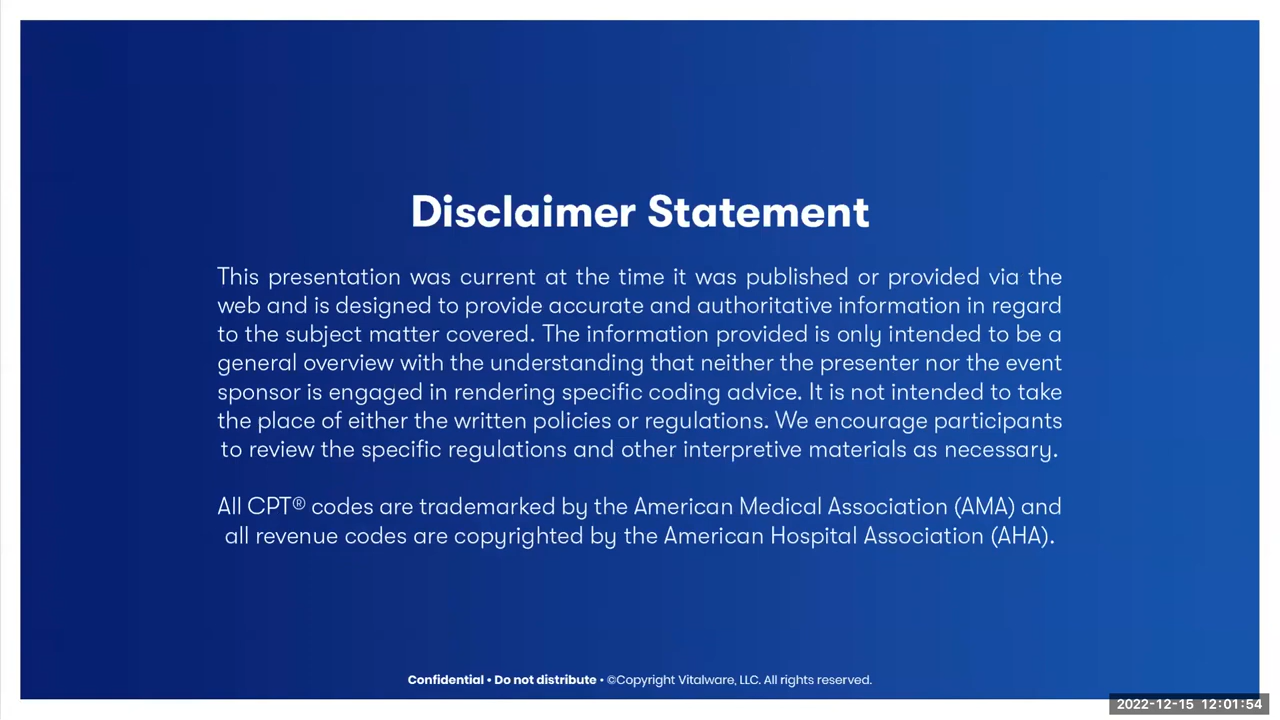 Disclaimer Statement
This presentation was current at the time it was published or provided via the
web and is designed to provide accurate and authoritative information in regard
to the subject matter covered. The information provided is only intended to be a
general overview with the understanding that neither the presenter nor the event
sponsor is engaged in rendering specific coding advice. It is not intended to take
the place of either the written policies or regulations. We encourage participants
to review the specific regulations and other interpretive materials as necessary.
All CPT® codes are trademarked by the American Medical Association (AMA) and
all revenue codes are copyrighted by the American Hospital Association (AHA).
Confidential • Do not distribute • ©Copyright Vitalware, LLC. All rights reserved.
2022-12-15 12:01:54